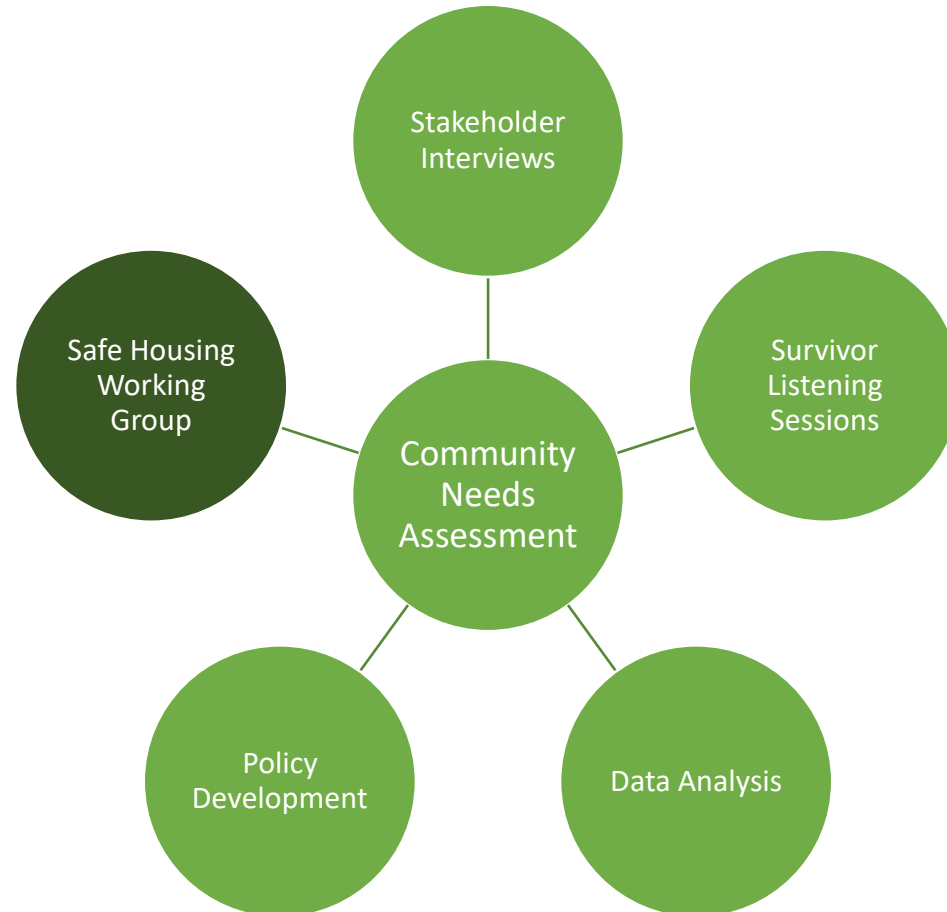 Stakeholder
Interviews
Safe Housing
Working
Group
Survivor
Listening
Sessions
Community
Needs
Assessment
Policy
Development
Data Analysis